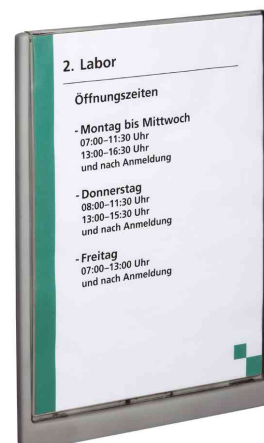 2. Labor
Öffnungszeiten
- Montag bis Mittwoch
07:00–11:30 Uhr
13:00–16:30 Uhr
und nach Anmeldung
- Donnerstag
08:00–11:30 Uhr
13:00–15:30 Uhr
und nach Anmeldung
- Freitag
07:00–13:00 Uhr
und nach Anmeldung